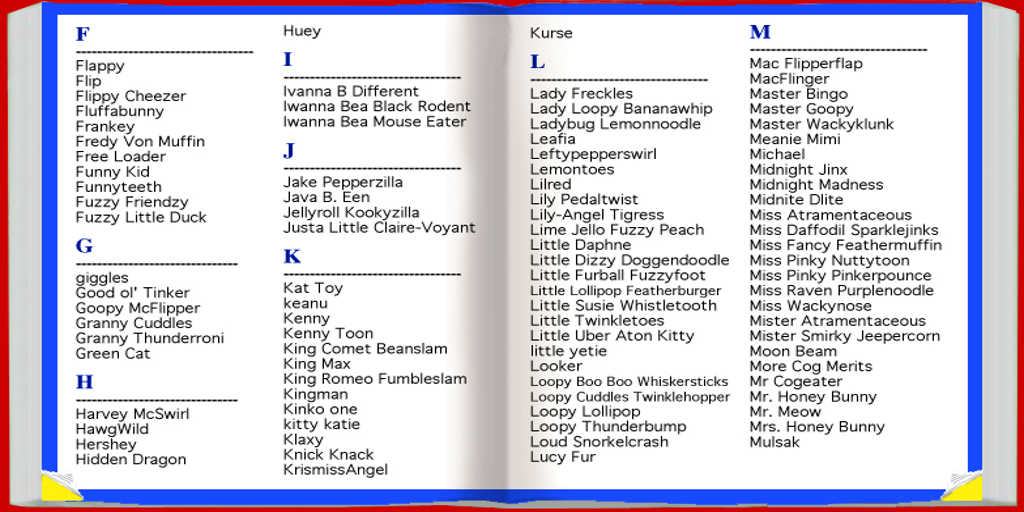 F
Flappy
Flip
Flippy Cheezer
Fluffabunny
Frankey
Fredy Von Muffin
Free Loader
Funny Kid
Funnyteeth
Fuzzy Friendzy
Fuzzy Little Duck
G
giggles
Good ol' Tinker
Goopy McFlipper
Granny Cuddles
Granny Thunderroni
Green Cat
H
Harvey McSwirl
HawgWild
Hershey
Hidden Dragon
Huey
I
Ivanna B Different
Iwanna Bea Black Rodent
Iwanna Bea Mouse Eater
J
Jake Pepperzilla
Java B. Een
Jellyroll Kookyzilla
Justa Little Claire-Voyant
K
Kat Toy
keanu
Kenny
Kenny Toon
King Comet Beanslam
King Max
King Romeo Fumbleslam
Kingman
Kinko one
kitty katie
Klaxy
Knick Knack
KrismissAngel
Kurse
L
Lady Freckles
Lady Loopy Bananawhip
Ladybug Lemonnoodle
Leafia
Leftypepperswirl
Lemontoes
Lilred
Lily Pedaltwist
Lily-Angel Tigress
Lime Jello Fuzzy Peach
Little Daphne
Little Dizzy Doggendoodle
Little Furball Fuzzyfoot
Little Lollipop Featherburger
Little Susie Whistletooth
Little Twinkletoes
Little Uber Aton Kitty
little yetie
Looker
Loopy Boo Boo Whiskersticks
Loopy Cuddles Twinklehopper
Loopy Lollipop
Loopy Thunderbump
Loud Snorkelcrash
Lucy Fur
M
Mac Flipperflap
MacFlinger
Master Bingo
Master Goopy
Master Wackyklunk
Meanie Mimi
Michael
Midnight Jinx
Midnight Madness
Midnite Dlite
Miss Atramentaceous
Miss Daffodil Sparklejinks
Miss Fancy Feathermuffin
Miss Pinky Nuttytoon
Miss Pinky Pinkerpounce
Miss Raven Purplenoodle
Miss Wackynose
Mister Atramentaceous
Mister Smirky Jeepercorn
Moon Beam
More Cog Merits
Mr Cogeater
Mr. Honey Bunny
Mr. Meow
Mrs. Honey Bunny
Mulsak